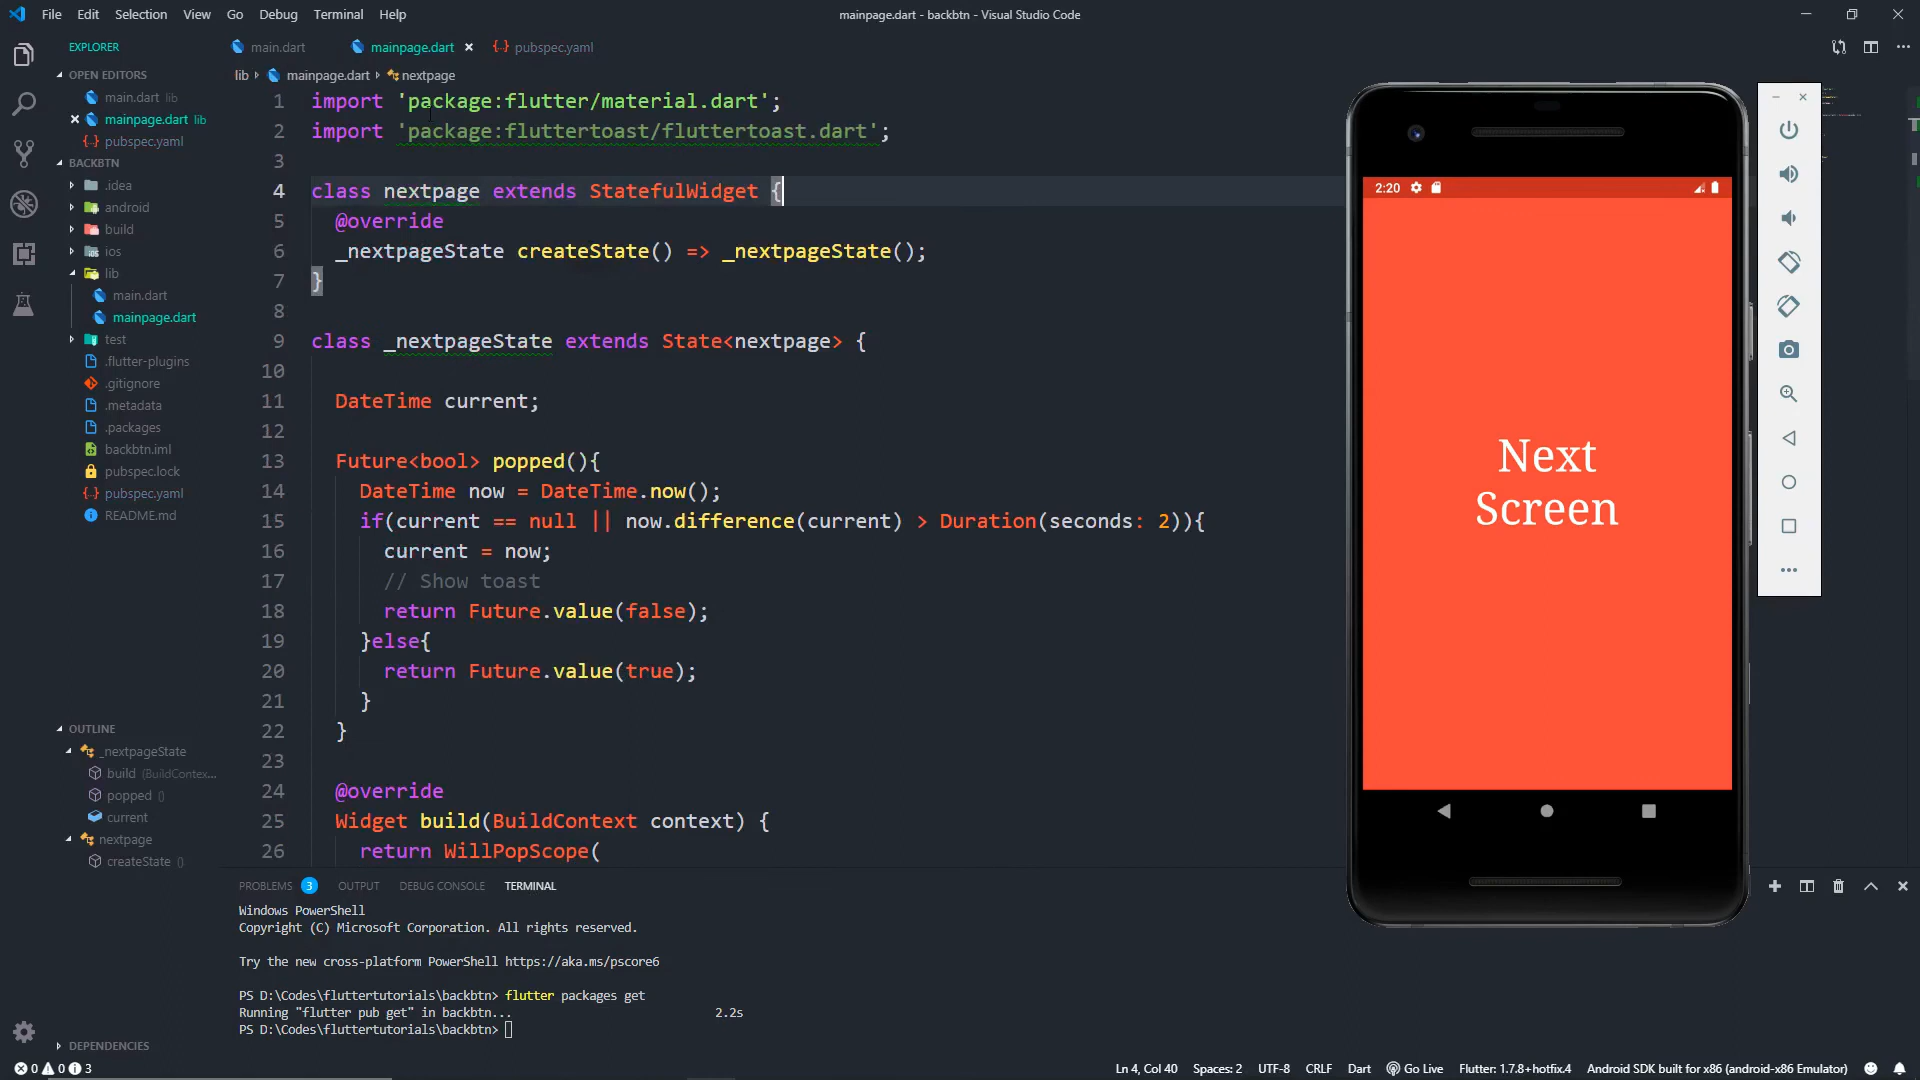 File Edit Selection View Go Debug Terminal Help
mainpage.dart - backbtn - Visual Studio Code
EXPLORER
OPEN EDITORS
main.dart lib
mainpage.dart lib
pubspec.yaml
BACKBTN
.idea
android
build
ios
lib
main.dart
mainpage.dart
test
.flutter-plugins
.gitignore
.metadata
.packages
backbtn.iml
pubspec.lock
pubspec.yaml
README.md
OUTLINE
_nextpageState
build (BuildContex...
popped ()
current
nextpage
createState ()
DEPENDENCIES
main.dart mainpage.dart pubspec.yaml
lib mainpage.dart nextpage
1 import 'package:flutter/material.dart';
2 import 'package:fluttertoast/fluttertoast.dart';
3
4 class nextpage extends StatefulWidget {
5 @override
6 _nextpageState createState() => _nextpageState();
7 }
8
9 class _nextpageState extends State<nextpage> {
10
11 DateTime current;
12
13 Future<bool> popped(){
14 DateTime now = DateTime.now();
15 if(current == null || now.difference(current) > Duration(seconds: 2)){
16 current = now;
17 // Show toast
18 return Future.value(false);
19 }else{
20 return Future.value(true);
21 }
22 }
23
24 @override
25 Widget build(BuildContext context) {
26 return WillPopScope(
2:20
Next
Screen
PROBLEMS 3 OUTPUT DEBUG CONSOLE TERMINAL
Windows PowerShell
Copyright (C) Microsoft Corporation. All rights reserved.
Try the new cross-platform PowerShell https://aka.ms/pscore6
PS D:\Codes\fluttertutorials\backbtn> flutter packages get
Running "flutter pub get" in backbtn... 2.2s
PS D:\Codes\fluttertutorials\backbtn>
0 0 3 Ln 4, Col 40 Spaces: 2 UTF-8 CRLF Dart Go Live Flutter: 1.7.8+hotfix.4 Android SDK built for x86 (android-x86 Emulator)